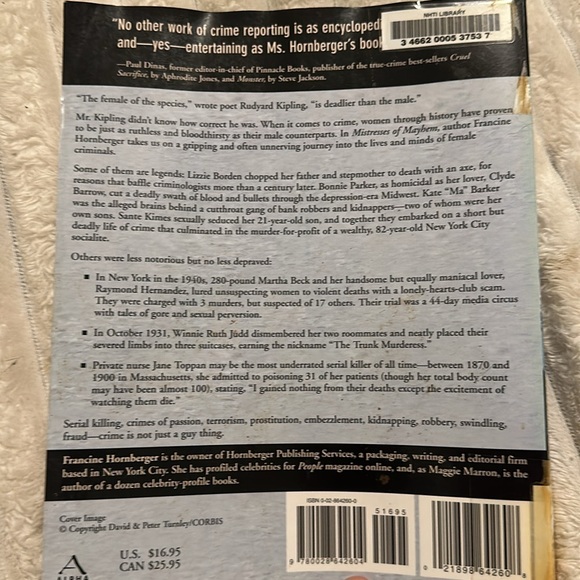 "No other work of crime reporting is as encyclopedi
and—yes—entertaining as Ms. Hornberger's book
NHTI LIBRARY
3 4662 0005 3753 7
—Paul Dinas, former editor-in-chief of Pinnacle Books, publisher of the true-crime best-sellers Cruel
Sacrifice, by Aphrodite Jones, and Monster, by Steve Jackson.
"The female of the species," wrote poet Rudyard Kipling, "is deadlier than the male."
Mr. Kipling didn't know how correct he was. When it comes to crime, women through history have proven
to be just as ruthless and bloodthirsty as their male counterparts. In Mistresses of Mayhem, author Francine
Hornberger takes us on a gripping and often unnerving journey into the lives and minds of female
criminals.
Some of them are legends: Lizzie Borden chopped her father and stepmother to death with an axe, for
reasons that baffle criminologists more than a century later. Bonnie Parker, as homicidal as her lover, Clyde
Barrow, cut a deadly swath of blood and bullets through the depression-era Midwest. Kate "Ma" Barker
was the alleged brains behind a cutthroat gang of bank robbers and kidnappers—two of whom were her
own sons. Sante Kimes sexually seduced her 21-year-old son, and together they embarked on a short but
deadly life of crime that culminated in the murder-for-profit of a wealthy, 82-year-old New York City
socialite.
Others were less notorious but no less depraved:
■ In New York in the 1940s, 280-pound Martha Beck and her handsome but equally maniacal lover,
Raymond Hernandez, lured unsuspecting women to violent deaths with a lonely-hearts-club scam.
They were charged with 3 murders, but suspected of 17 others. Their trial was a 44-day media circus
with tales of gore and sexual perversion.
■ In October 1931, Winnie Ruth Judd dismembered her two roommates and neatly placed their
severed limbs into three suitcases, earning the nickname "The Trunk Murderess."
■ Private nurse Jane Toppan may be the most underrated serial killer of all time—between 1870 and
1900 in Massachusetts, she admitted to poisoning 31 of her patients (though her total body count
may have been almost 100), stating, "I gained nothing from their deaths except the excitement of
watching them die."
Serial killing, crimes of passion, terrorism, prostitution, embezzlement, kidnapping, robbery, swindling,
fraud—crime is not just a guy thing.
Francine Hornberger is the owner of Hornberger Publishing Services, a packaging, writing, and editorial firm
based in New York City. She has profiled celebrities for People magazine online, and, as Maggie Marron, is the
author of a dozen celebrity-profile books.
Cover Image
© Copyright David & Peter Turnley/CORBIS
ISBN 0-02-864260-0
51695
U.S. $16.95
CAN $25.95
9 780028 642604
0 21898 64260 8
A
ALPHA